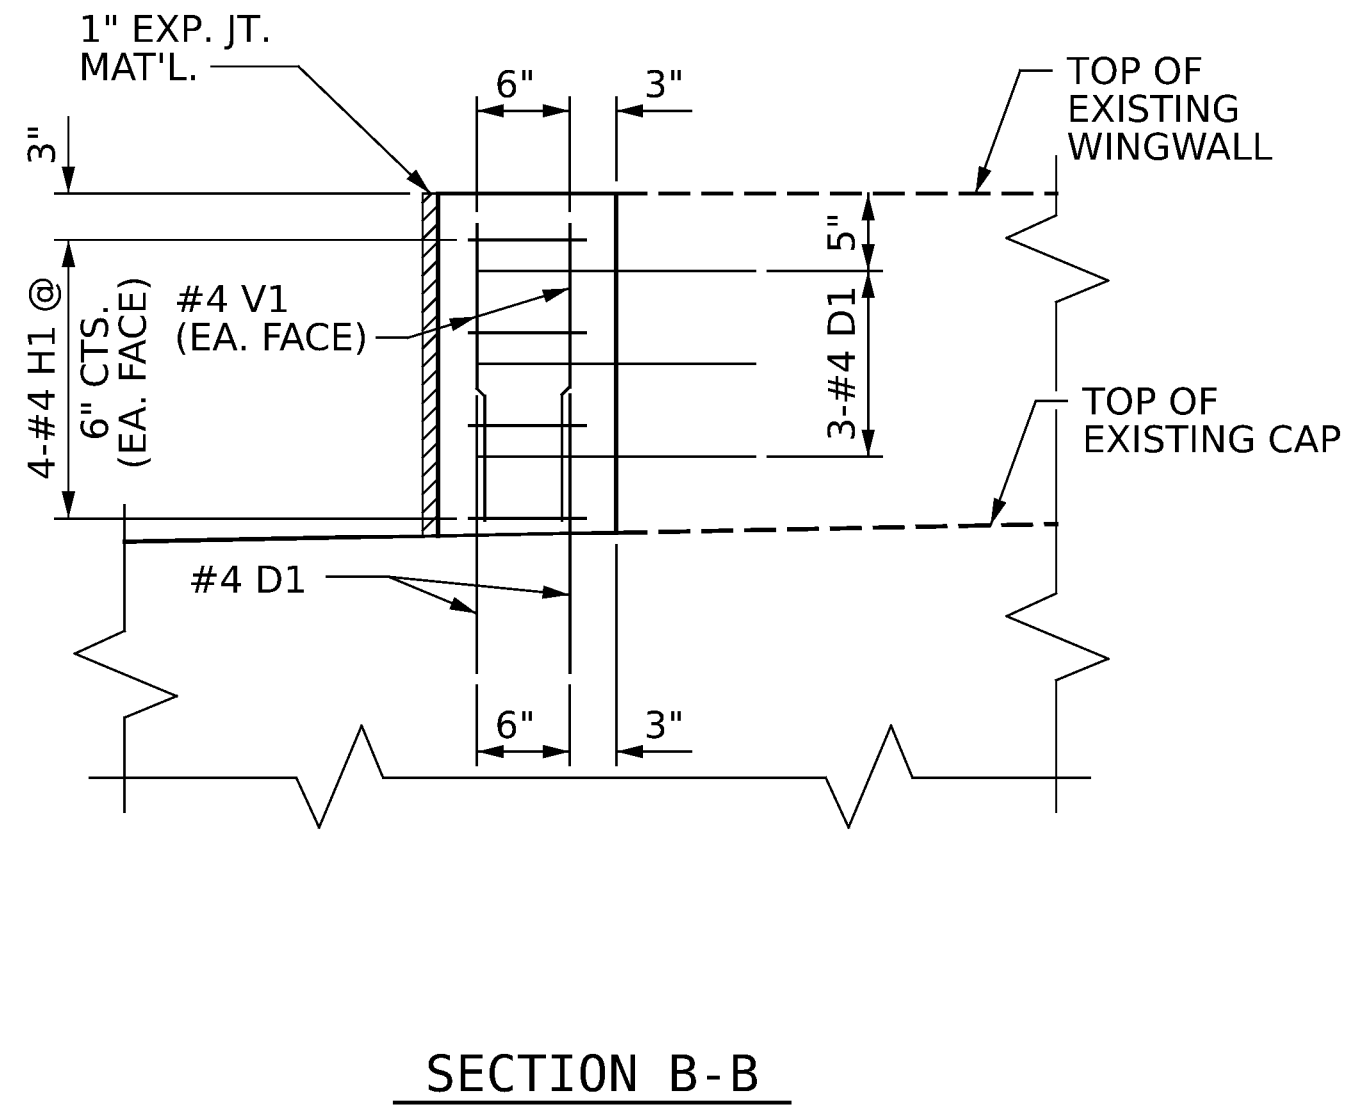 1" EXP. JT.
MAT'L.
6"
3"
TOP OF
EXISTING
WINGWALL
3"
5"
4-#4 H1 @
6" CTS.
(EA. FACE)
#4 V1
(EA. FACE)
3-#4 D1
TOP OF
EXISTING CAP
#4 D1
6"
3"
SECTION B-B